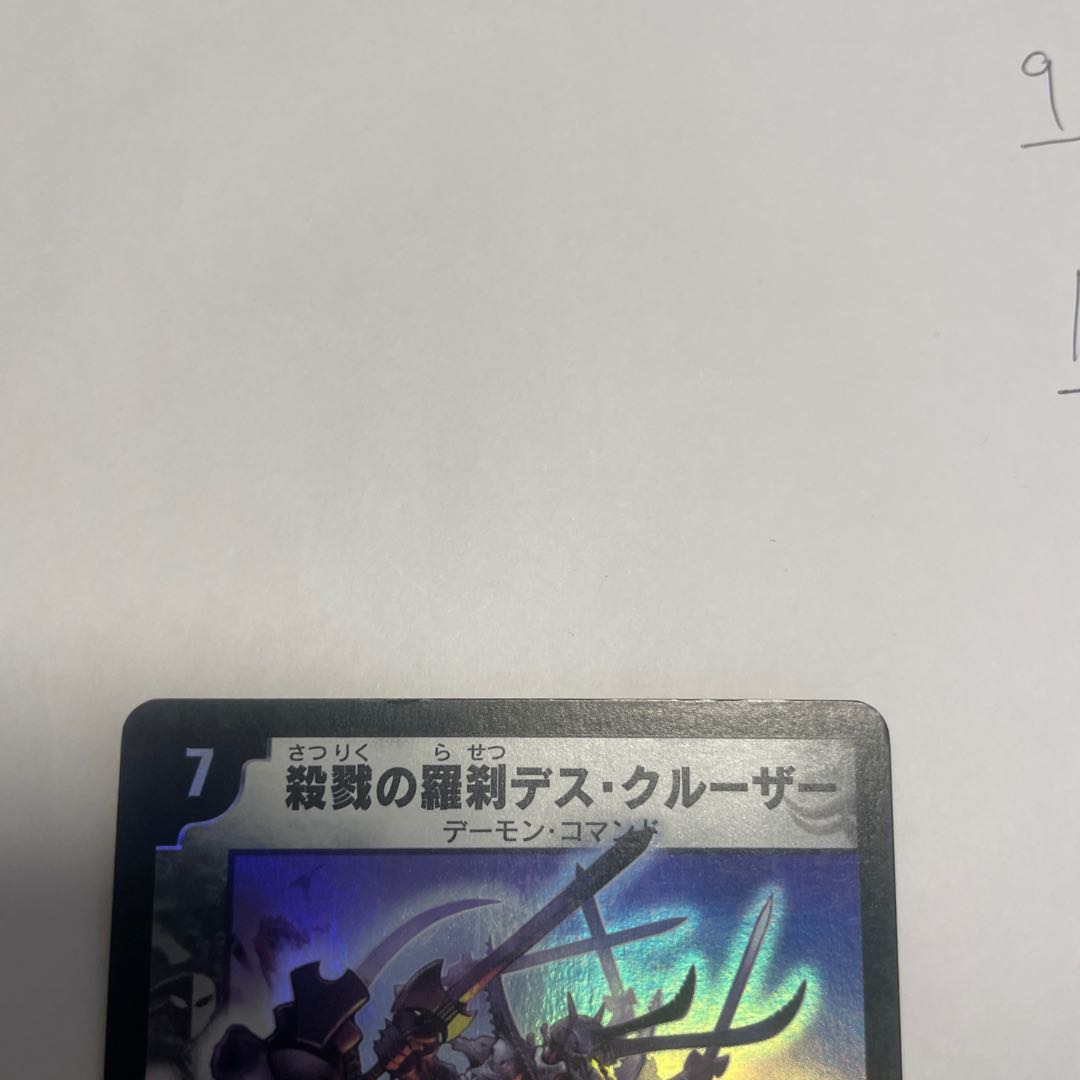 9
7
さつりく らせつ
殺戮の羅刹デス・クルーザー
デーモン・コマンド